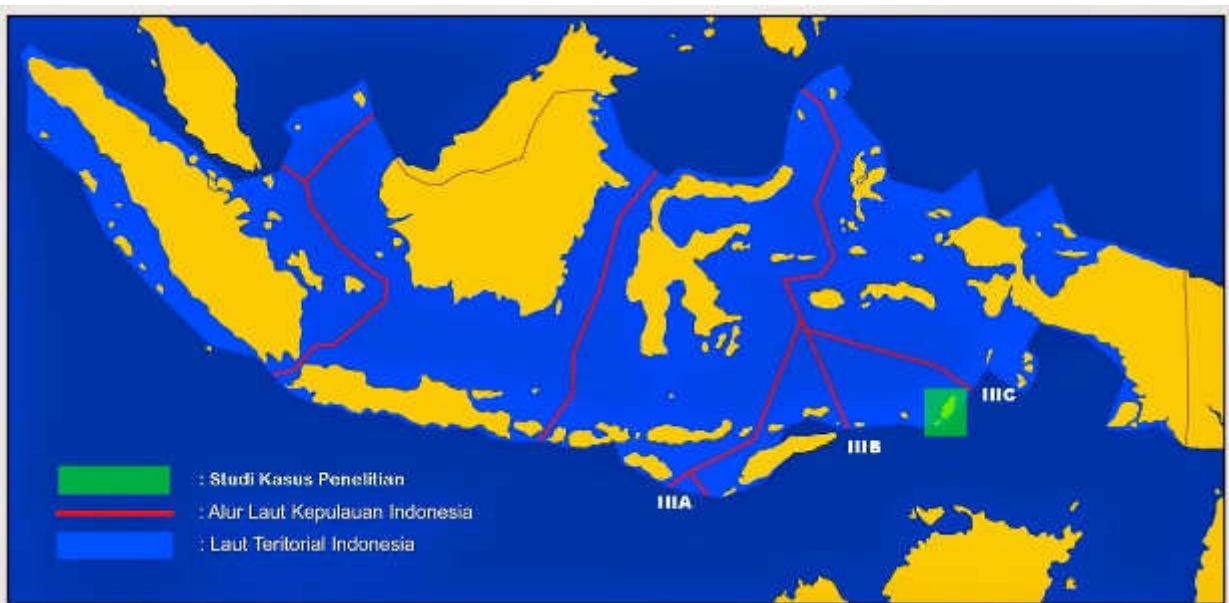 IIIC
IIIB
IIIA
: Studi Kasus Penelitian
: Alur Laut Kepulauan Indonesia
: Laut Teritorial Indonesia